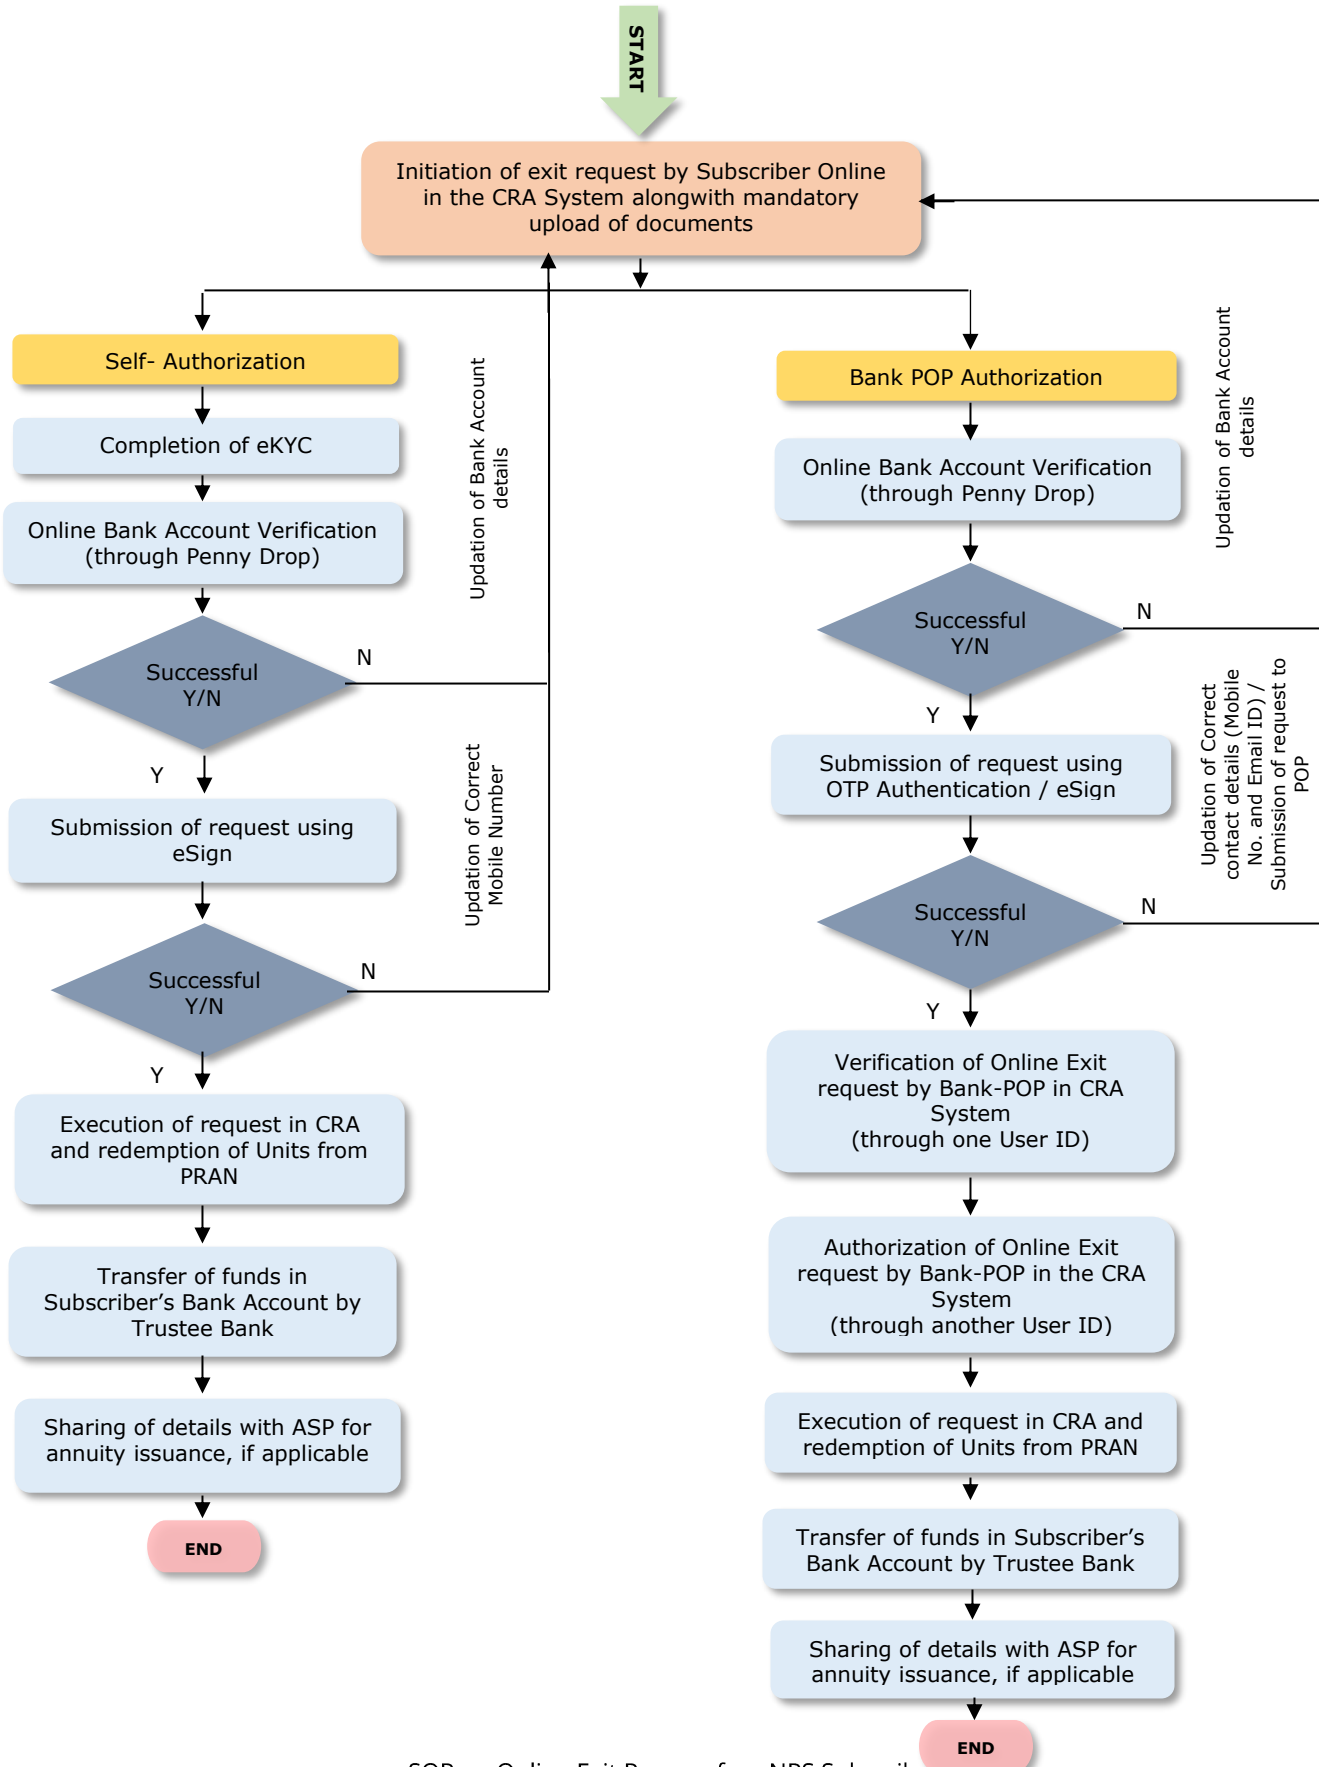 START
Initiation of exit request by Subscriber Online
in the CRA System alongwith mandatory
upload of documents
Self- Authorization
Completion of eKYC
Online Bank Account Verification
(through Penny Drop)
Successful
Y/N
N
Updation of Bank Account
details
Y
Submission of request using
eSign
Successful
Y/N
N
Updation of Correct
Mobile Number
Y
Execution of request in CRA
and redemption of Units from
PRAN
Transfer of funds in
Subscriber’s Bank Account by
Trustee Bank
Sharing of details with ASP for
annuity issuance, if applicable
END
Bank POP Authorization
Online Bank Account Verification
(through Penny Drop)
Successful
Y/N
N
Updation of Bank Account
details
Y
Submission of request using
OTP Authentication / eSign
Successful
Y/N
N
Updation of Correct
contact details (Mobile
No. and Email ID) /
Submission of request to
POP
Y
Verification of Online Exit
request by Bank-POP in CRA
System
(through one User ID)
Authorization of Online Exit
request by Bank-POP in the CRA
System
(through another User ID)
Execution of request in CRA and
redemption of Units from PRAN
Transfer of funds in Subscriber’s
Bank Account by Trustee Bank
Sharing of details with ASP for
annuity issuance, if applicable
END
SOP Online Exit NPS